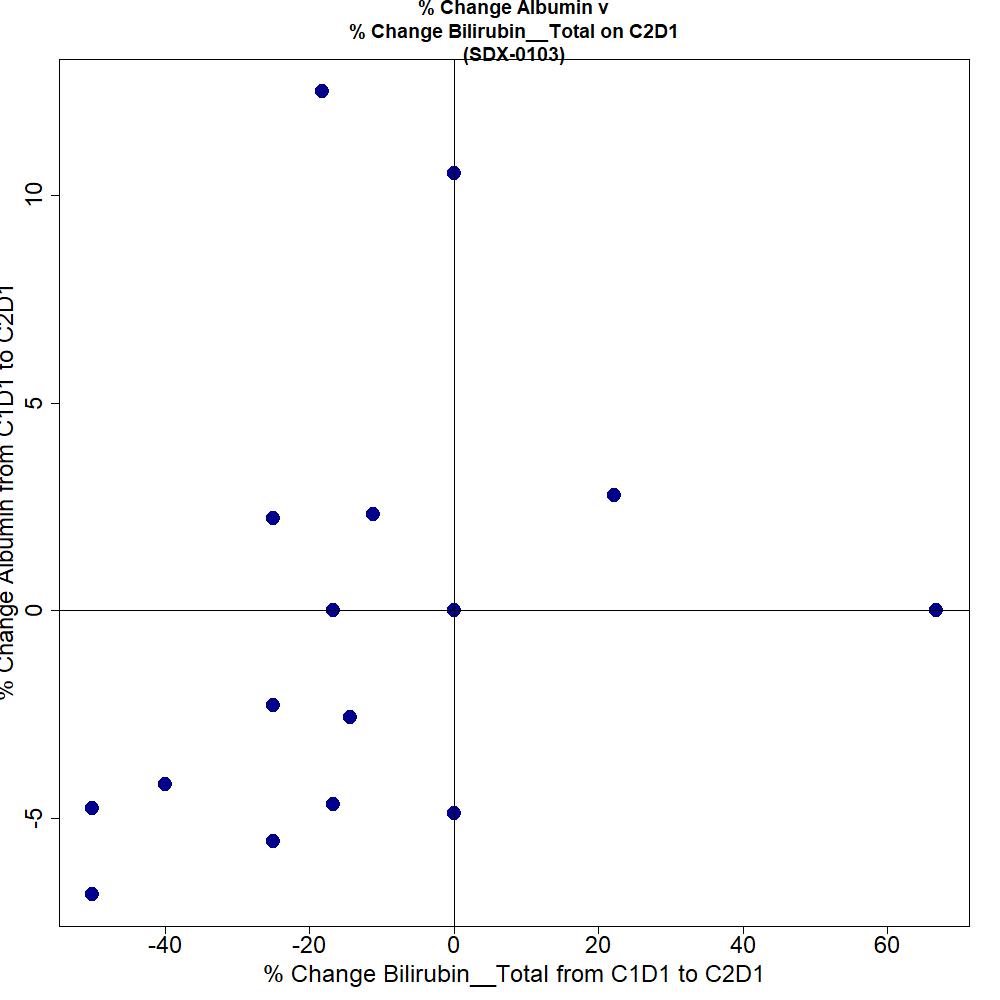 % Change Albumin v
% Change Bilirubin__Total on C2D1
(SDX-0103)
% Change Albumin from C1D1 to C2D1
10
5
0
-5
-40
-20
0
20
40
60
% Change Bilirubin__Total from C1D1 to C2D1